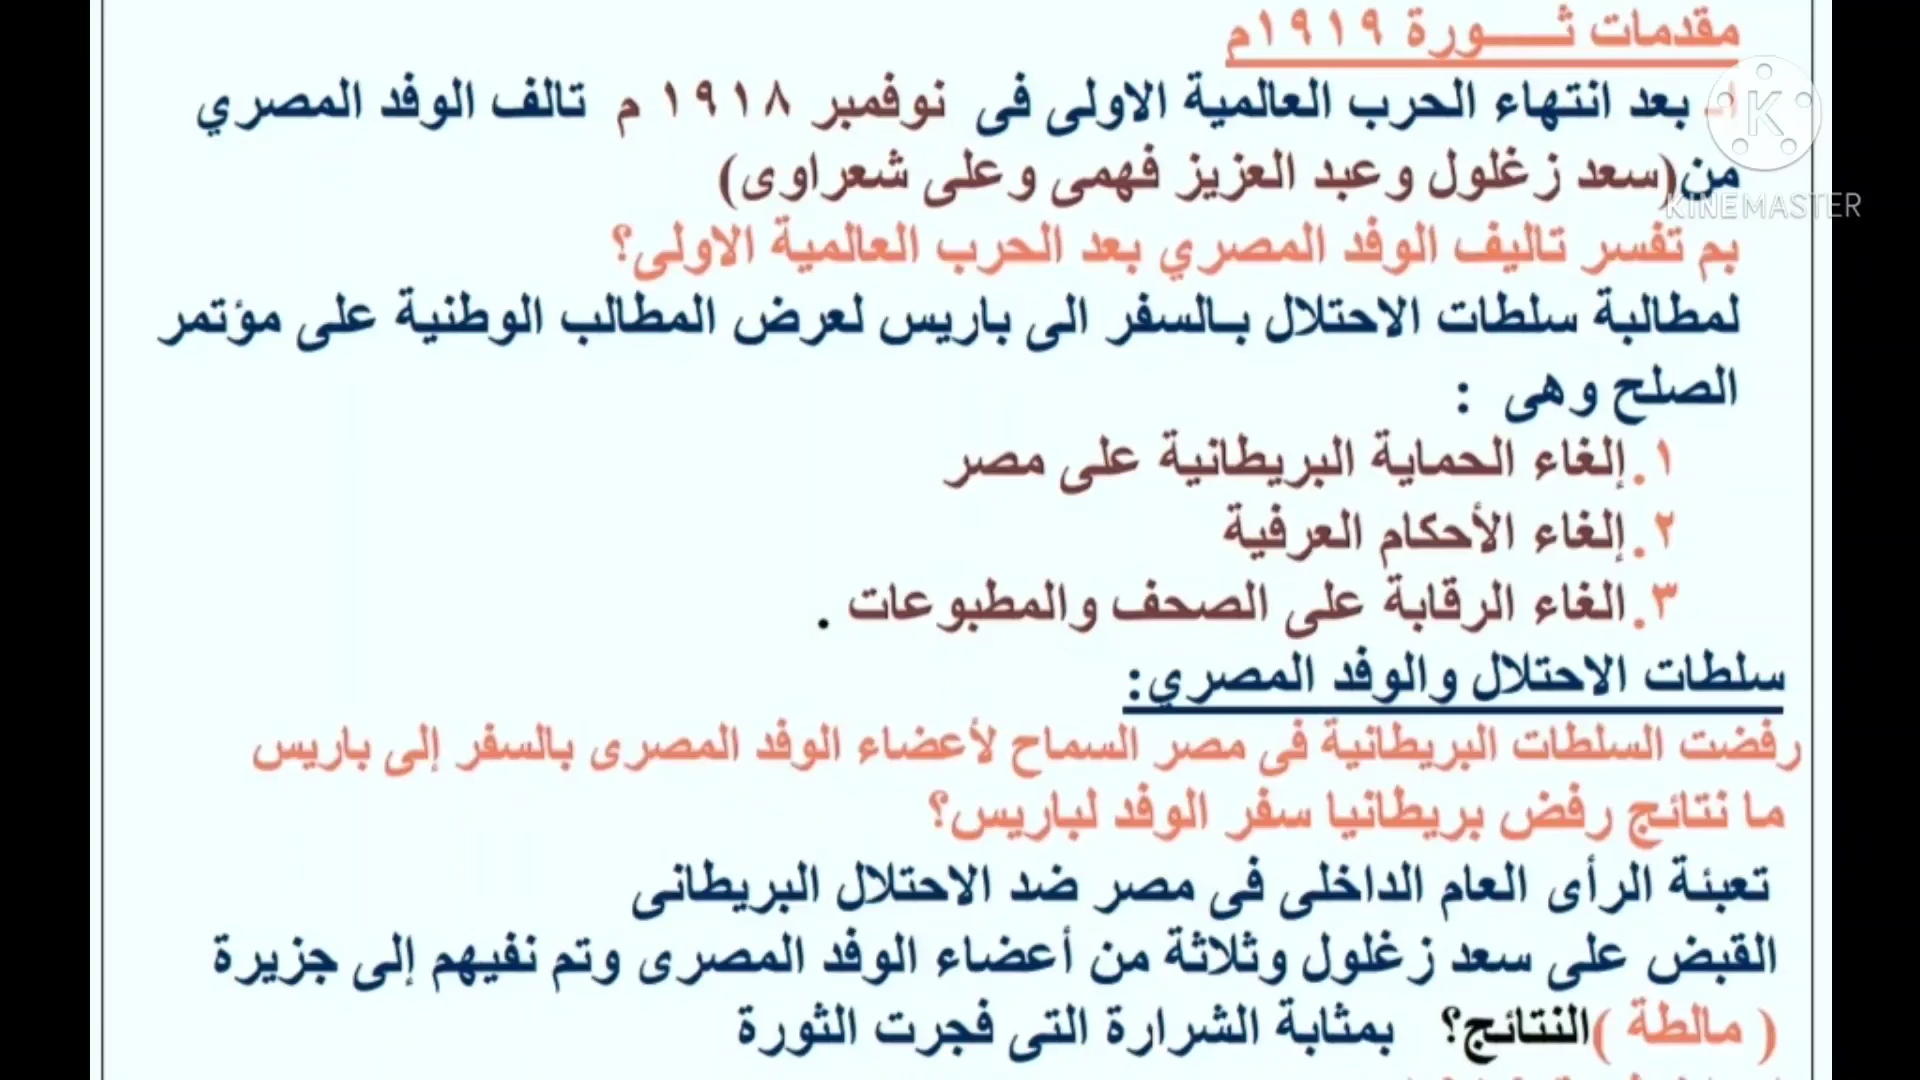 مقدمات ثـــورة ١٩١٩م
١- بعد انتهاء الحرب العالمية الاولى فى نوفمبر ١٩١٨ م تالف الوفد المصري
من(سعد زغلول وعبد العزيز فهمى وعلى شعراوى)
بم تفسر تاليف الوفد المصري بعد الحرب العالمية الاولى؟
لمطالبة سلطات الاحتلال بالسفر الى باريس لعرض المطالب الوطنية على مؤتمر
الصلح وهى :
١. إلغاء الحماية البريطانية على مصر
٢. إلغاء الأحكام العرفية
٣. الغاء الرقابة على الصحف والمطبوعات .
سلطات الاحتلال والوفد المصري:
رفضت السلطات البريطانية فى مصر السماح لأعضاء الوفد المصرى بالسفر إلى باريس
ما نتائج رفض بريطانيا سفر الوفد لباريس؟
تعبئة الرأى العام الداخلى فى مصر ضد الاحتلال البريطانى
القبض على سعد زغلول وثلاثة من أعضاء الوفد المصرى وتم نفيهم إلى جزيرة
( مالطة )النتائج؟ بمثابة الشرارة التى فجرت الثورة
K
KINEMASTER